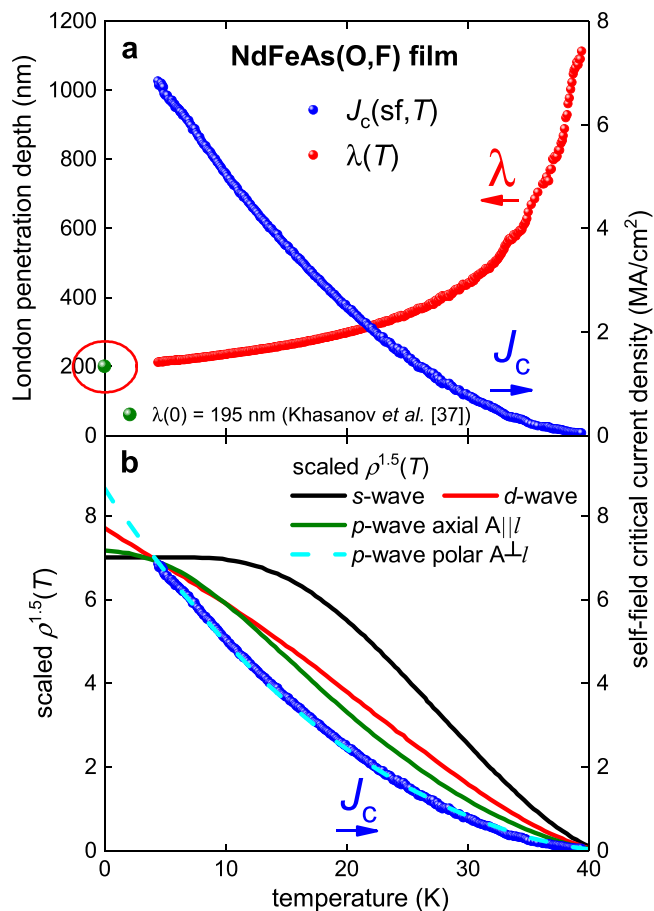 a
NdFeAs(O,F) film
J_c(sf,T)
λ(T)
λ
J_c
λ(0) = 195 nm (Khasanov et al. [37])
London penetration depth (nm)
1200
1000
800
600
400
200
0
8
6
4
2
0
self-field critical current density (MA/cm²)
b
scaled ρ^1.5(T)
s-wave
d-wave
p-wave axial A||l
p-wave polar A⊥l
J_c
scaled ρ^1.5(T)
8
6
4
2
0
8
6
4
2
0
0 10 20 30 40
temperature (K)